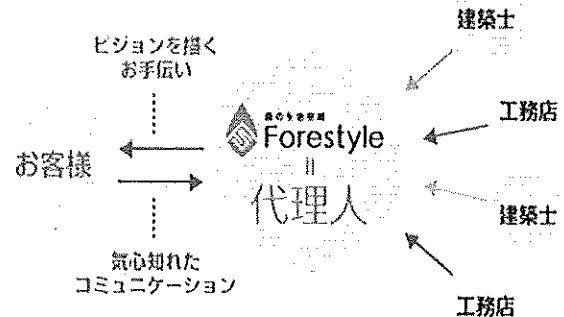 ビジョンを描く
お手伝い
お客様
気心知れた
コミュニケーション
Forestyle
=
代理人
建築士
工務店
建築士
工務店